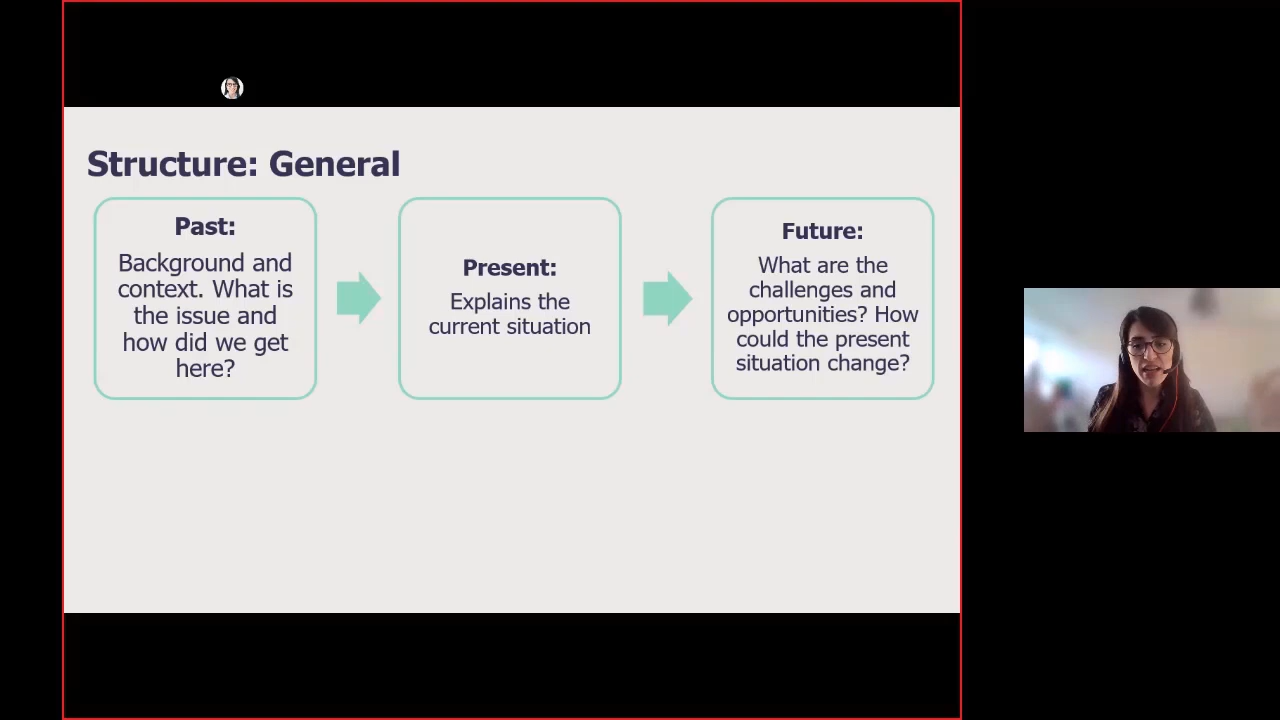 Structure: General
Past:
Background and
context. What is
the issue and
how did we get
here?
Present:
Explains the
current situation
Future:
What are the
challenges and
opportunities? How
could the present
situation change?